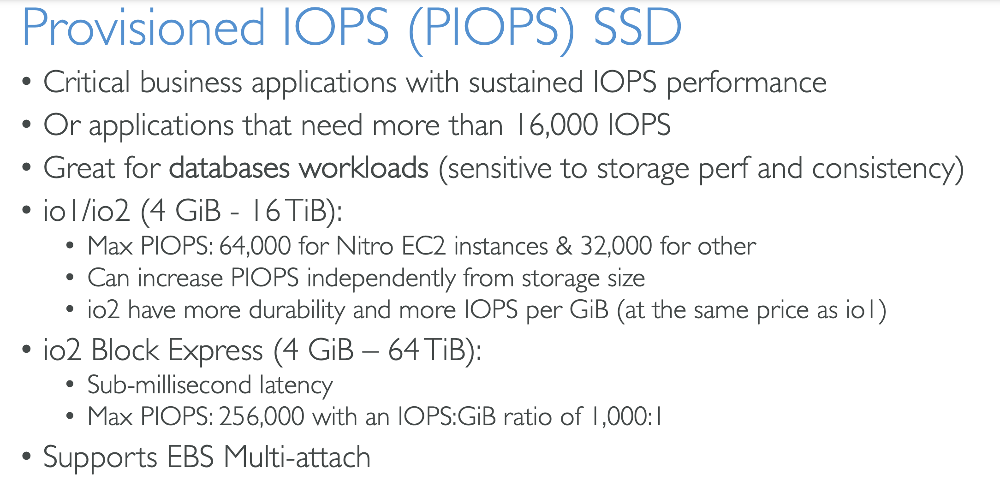 Provisioned IOPS (PIOPS) SSD
• Critical business applications with sustained IOPS performance
• Or applications that need more than 16,000 IOPS
• Great for databases workloads (sensitive to storage perf and consistency)
• io1/io2 (4 GiB - 16 TiB):
• Max PIOPS: 64,000 for Nitro EC2 instances & 32,000 for other
• Can increase PIOPS independently from storage size
• io2 have more durability and more IOPS per GiB (at the same price as io1)
• io2 Block Express (4 GiB – 64 TiB):
• Sub-millisecond latency
• Max PIOPS: 256,000 with an IOPS:GiB ratio of 1,000:1
• Supports EBS Multi-attach